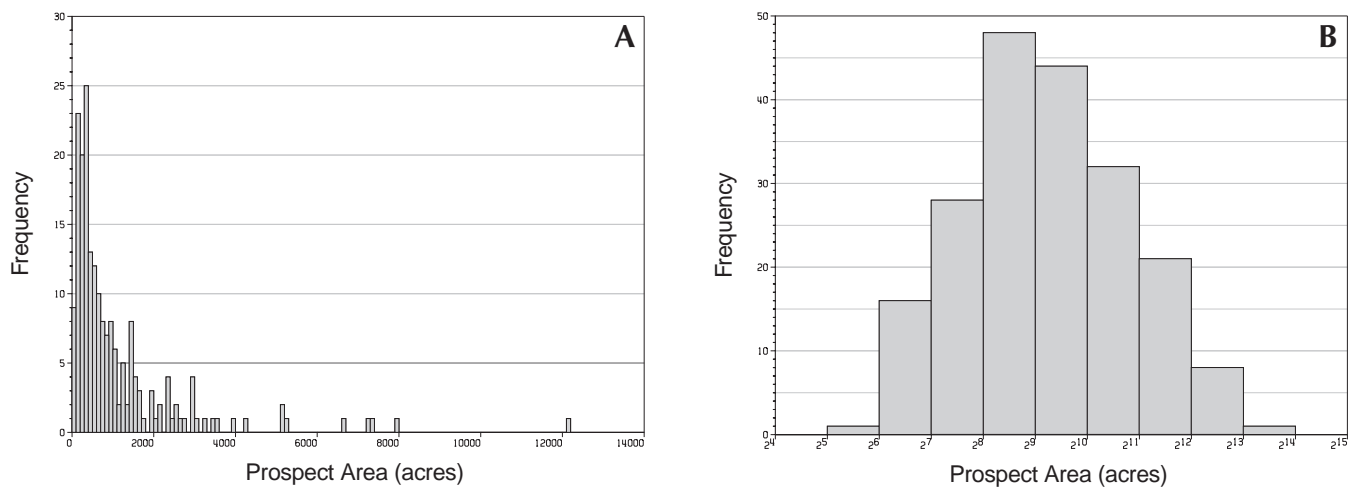 A
30
25
20
15
10
5
0
Frequency
0 2000 4000 6000 8000 10000 12000 14000
Prospect Area (acres)
B
50
40
30
20
10
0
Frequency
2⁴ 2⁵ 2⁶ 2⁷ 2⁸ 2⁹ 2¹⁰ 2¹¹ 2¹² 2¹³ 2¹⁴ 2¹⁵
Prospect Area (acres)